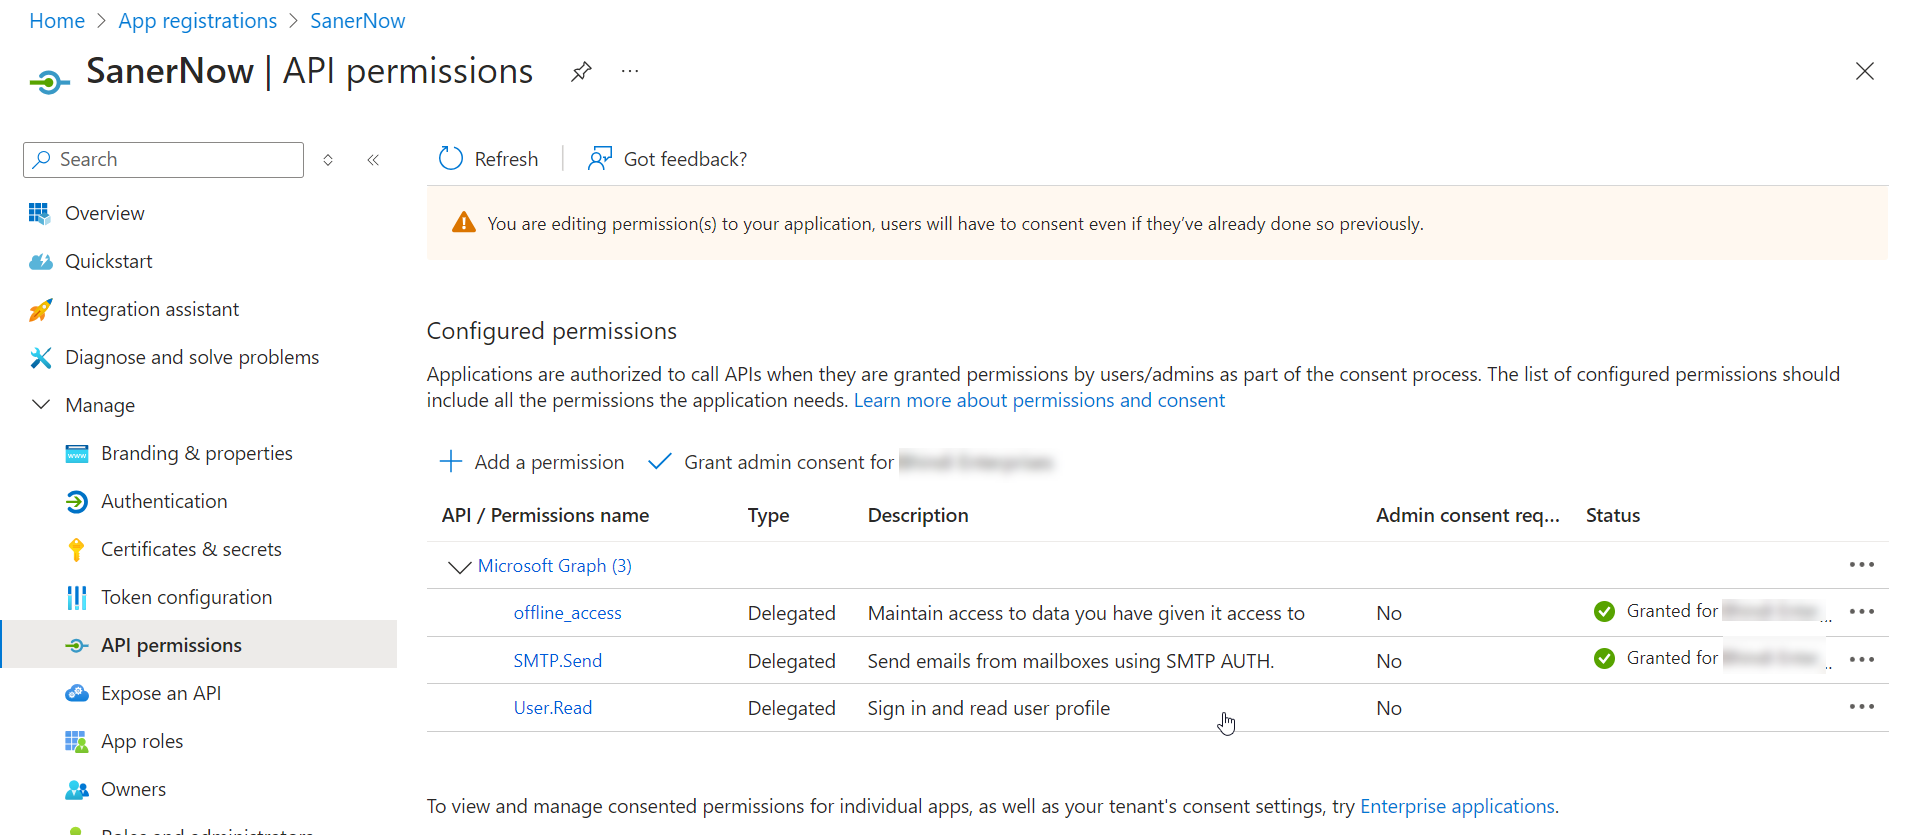 Home > App registrations > SanerNow
SanerNow | API permissions
Search
Refresh
Got feedback?
You are editing permission(s) to your application, users will have to consent even if they've already done so previously.
Overview
Quickstart
Integration assistant
Diagnose and solve problems
Manage
Branding & properties
Authentication
Certificates & secrets
Token configuration
API permissions
Expose an API
App roles
Owners
Configured permissions
Applications are authorized to call APIs when they are granted permissions by users/admins as part of the consent process. The list of configured permissions should
include all the permissions the application needs. Learn more about permissions and consent
Add a permission
Grant admin consent for
API / Permissions name Type Description Admin consent req... Status
Microsoft Graph (3)
offline_access Delegated Maintain access to data you have given it access to No Granted for ...
SMTP.Send Delegated Send emails from mailboxes using SMTP AUTH. No Granted for ..
User.Read Delegated Sign in and read user profile No
To view and manage consented permissions for individual apps, as well as your tenant's consent settings, try Enterprise applications.